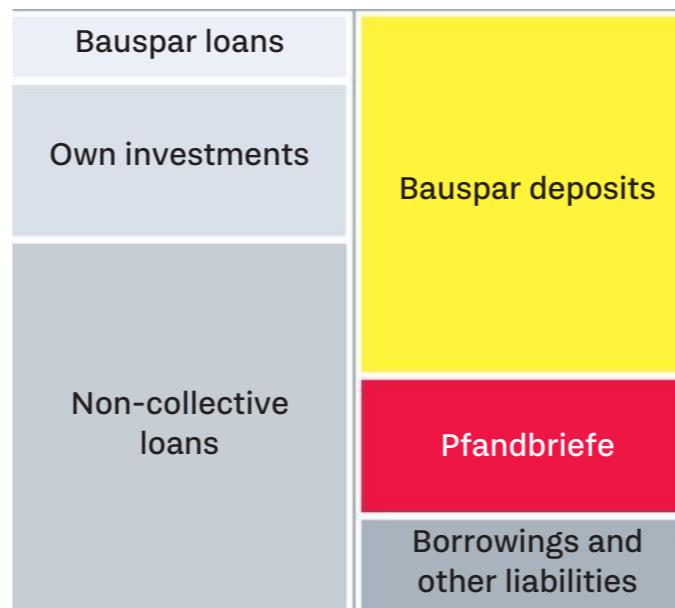 Bauspar loans
Own investments
Non-collective
loans
Bauspar deposits
Pfandbriefe
Borrowings and
other liabilities